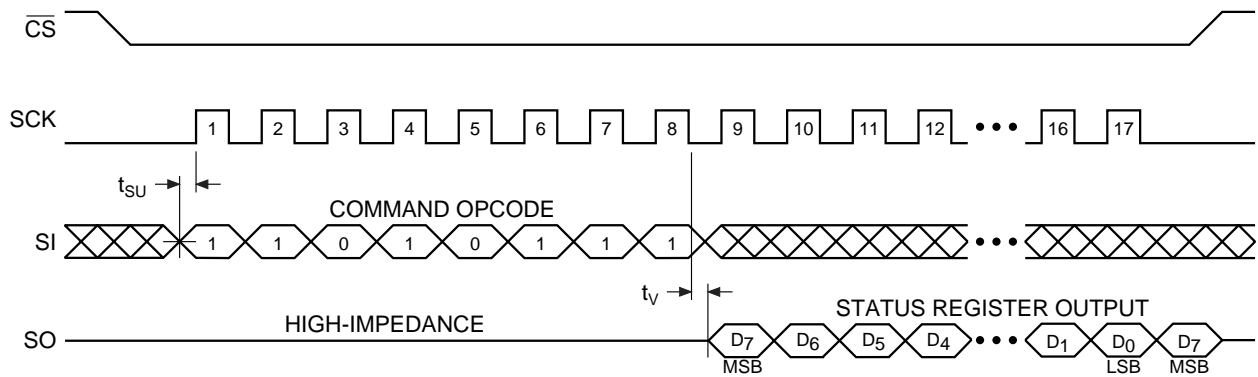 CS
SCK
1 2 3 4 5 6 7 8 9 10 11 12 ••• 16 17
tSU
COMMAND OPCODE
SI
1 1 0 1 0 1 1 1 •••
tV
HIGH-IMPEDANCE
STATUS REGISTER OUTPUT
SO
D7 D6 D5 D4 ••• D1 D0 D7
MSB LSB MSB